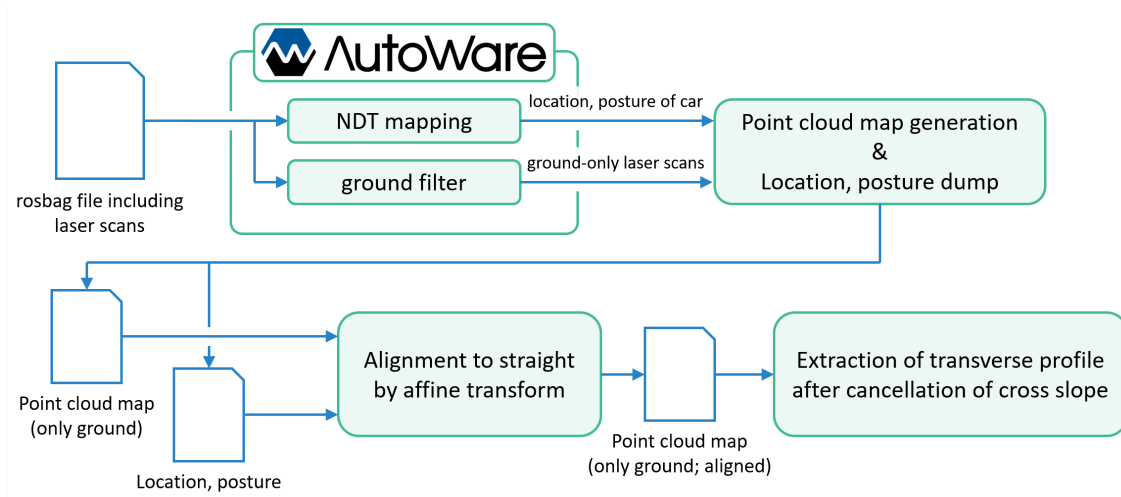 AutoWare
NDT mapping
location, posture of car
ground filter
ground-only laser scans
Point cloud map generation
&
Location, posture dump
rosbag file including
laser scans
Point cloud map
(only ground)
Location, posture
Alignment to straight
by affine transform
Point cloud map
(only ground; aligned)
Extraction of transverse profile
after cancellation of cross slope